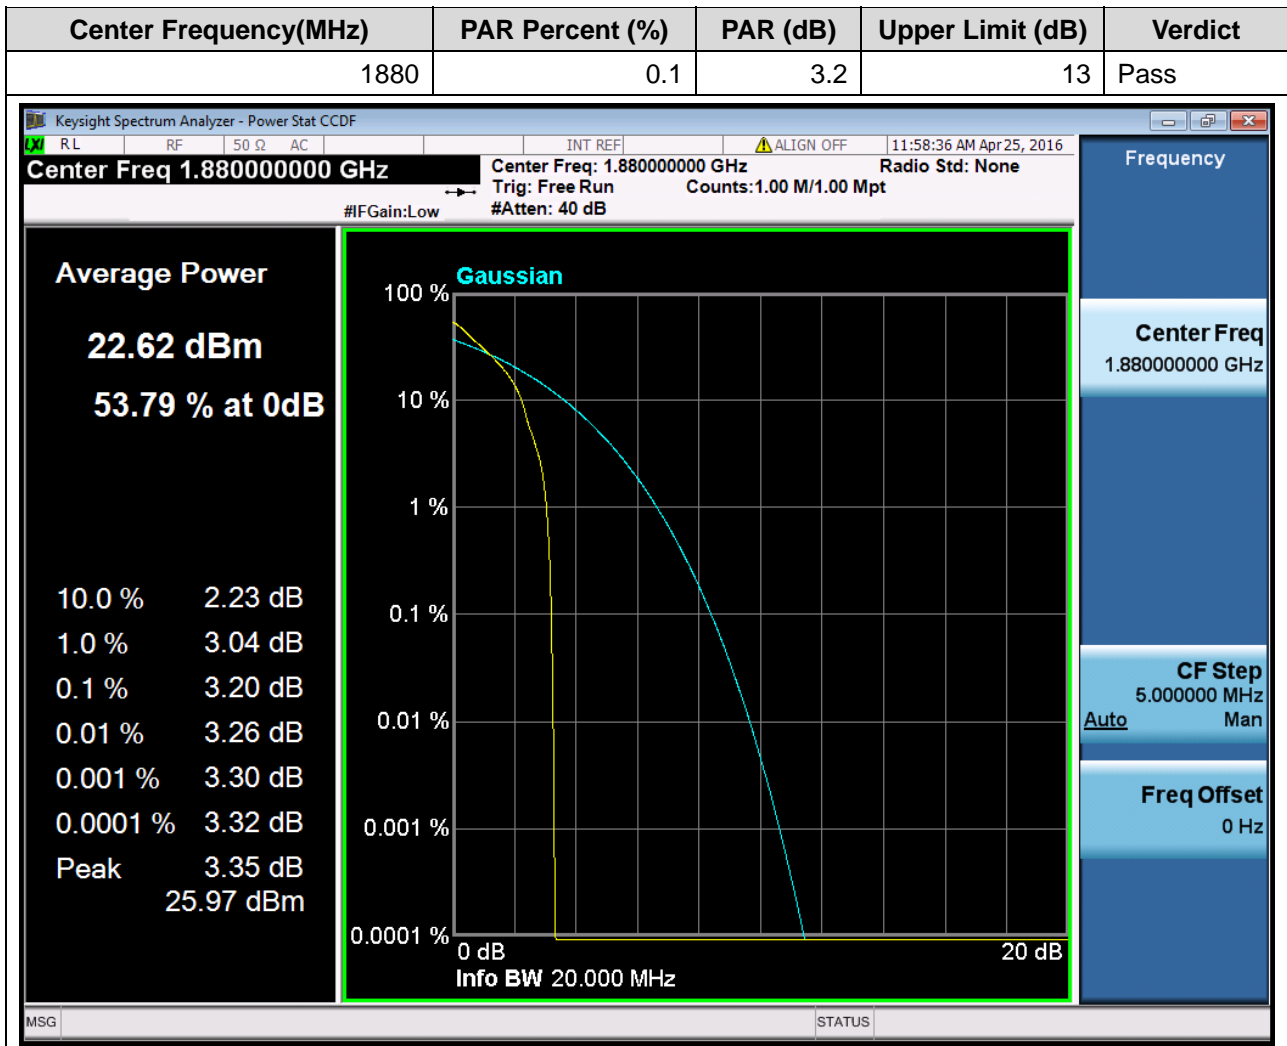 Center Frequency(MHz) PAR Percent (%) PAR (dB) Upper Limit (dB) Verdict
1880 0.1 3.2 13 Pass
Keysight Spectrum Analyzer - Power Stat CCDF
LXI RL RF 50 Ω AC INT REF ALIGN OFF 11:58:36 AM Apr 25, 2016
Center Freq 1.880000000 GHz
Center Freq: 1.880000000 GHz Radio Std: None
Trig: Free Run Counts:1.00 M/1.00 Mpt
#IFGain:Low #Atten: 40 dB
Average Power
22.62 dBm
53.79 % at 0dB
10.0 % 2.23 dB
1.0 % 3.04 dB
0.1 % 3.20 dB
0.01 % 3.26 dB
0.001 % 3.30 dB
0.0001 % 3.32 dB
Peak 3.35 dB
25.97 dBm
Gaussian
100 %
10 %
1 %
0.1 %
0.01 %
0.001 %
0.0001 %
0 dB 20 dB
Info BW 20.000 MHz
Frequency
Center Freq
1.880000000 GHz
CF Step
5.000000 MHz
Auto Man
Freq Offset
0 Hz
MSG STATUS